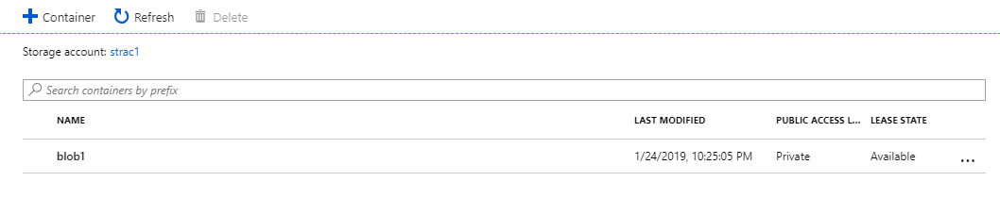 Container Refresh Delete
Storage account: strac1
Search containers by prefix
NAME LAST MODIFIED PUBLIC ACCESS L... LEASE STATE
blob1 1/24/2019, 10:25:05 PM Private Available ...